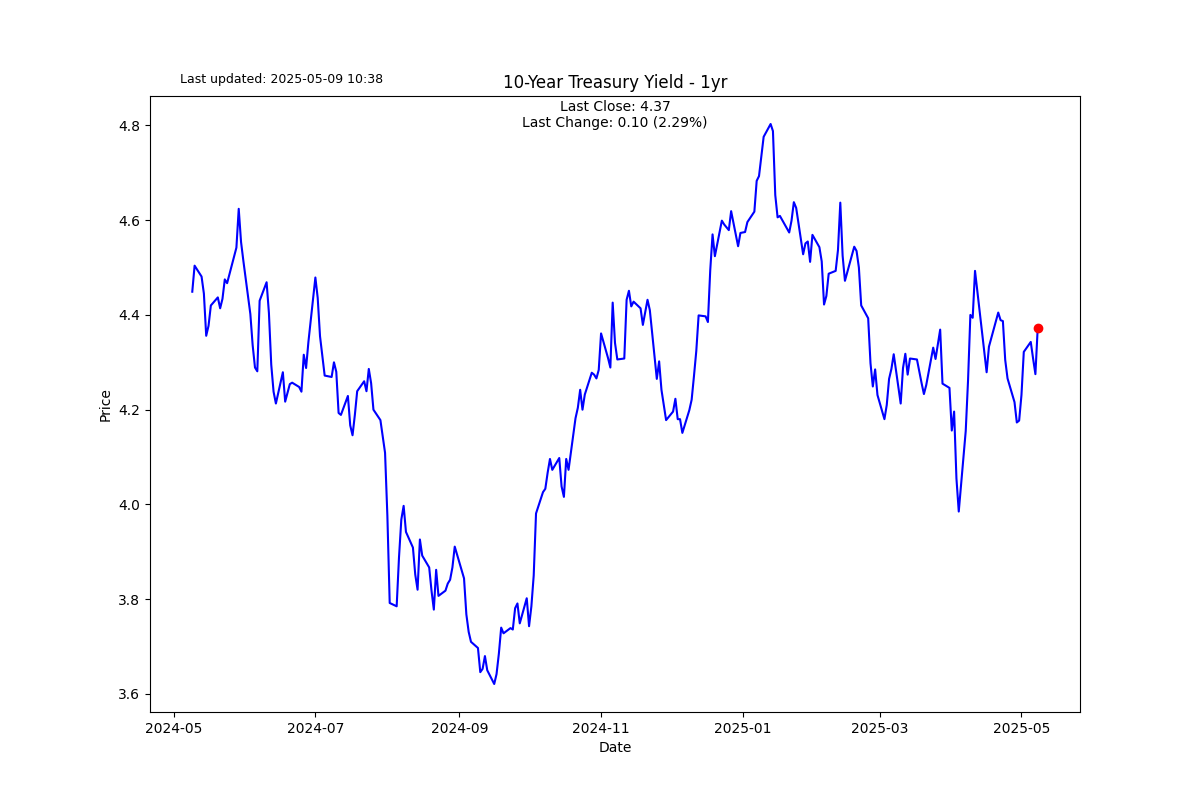 Last updated: 2025-05-09 10:38
10-Year Treasury Yield - 1yr
Last Close: 4.37
Last Change: 0.10 (2.29%)
Price
4.8
4.6
4.4
4.2
4.0
3.8
3.6
2024-05 2024-07 2024-09 2024-11 2025-01 2025-03 2025-05
Date